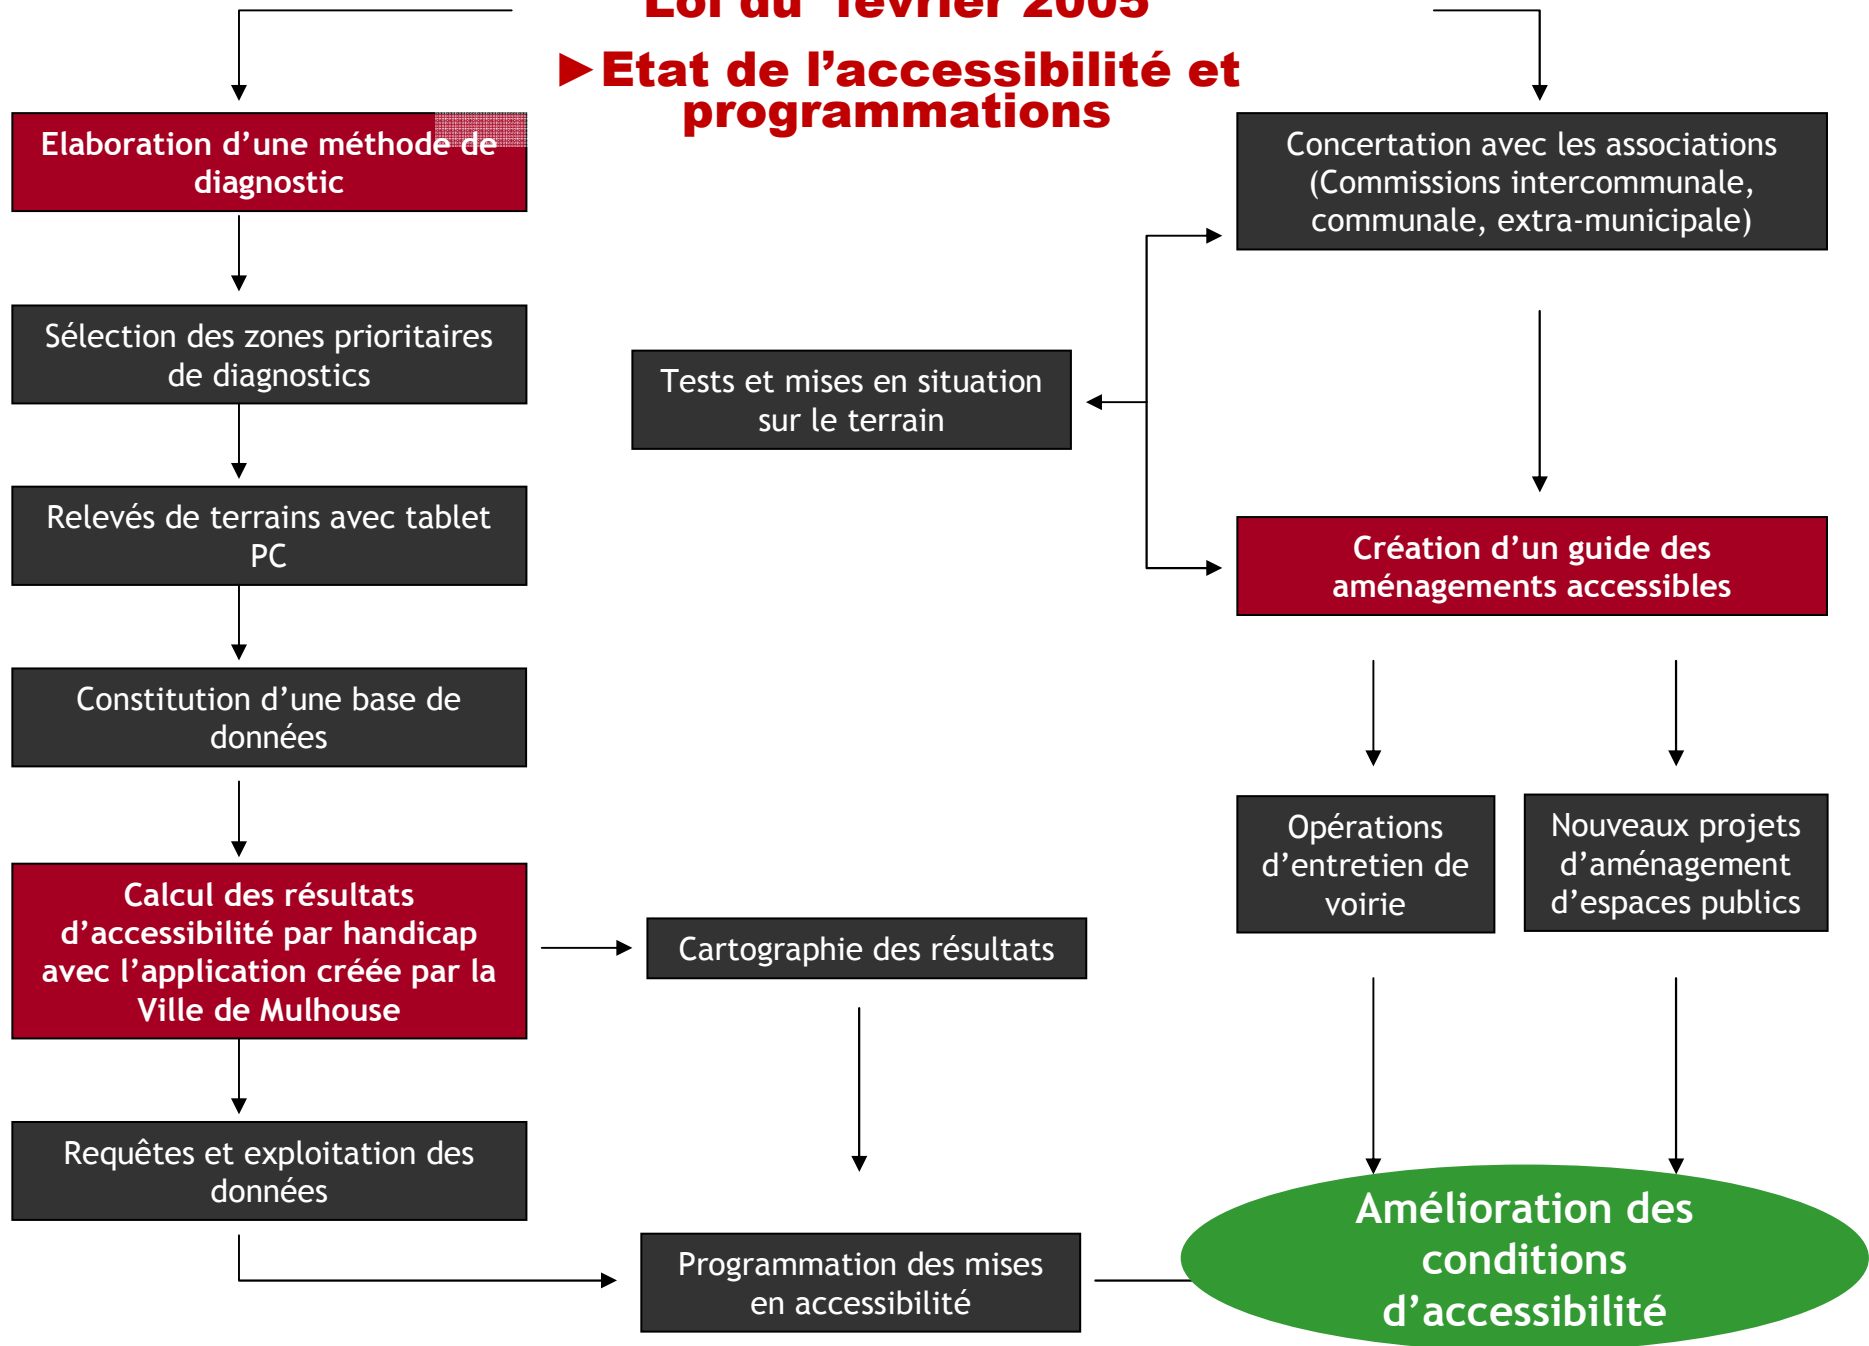 Loi du  février 2005
►Etat de l’accessibilité et
programmations
Elaboration d’une méthode de
diagnostic
Sélection des zones prioritaires
de diagnostics
Relevés de terrains avec tablet
PC
Constitution d’une base de
données
Calcul des résultats
d’accessibilité par handicap
avec l’application créée par la
Ville de Mulhouse
Requêtes et exploitation des
données
Tests et mises en situation
sur le terrain
Cartographie des résultats
Programmation des mises
en accessibilité
Concertation avec les associations
(Commissions intercommunale,
communale, extra-municipale)
Création d’un guide des
aménagements accessibles
Opérations
d’entretien de
voirie
Nouveaux projets
d’aménagement
d’espaces publics
Amélioration des
conditions
d’accessibilité